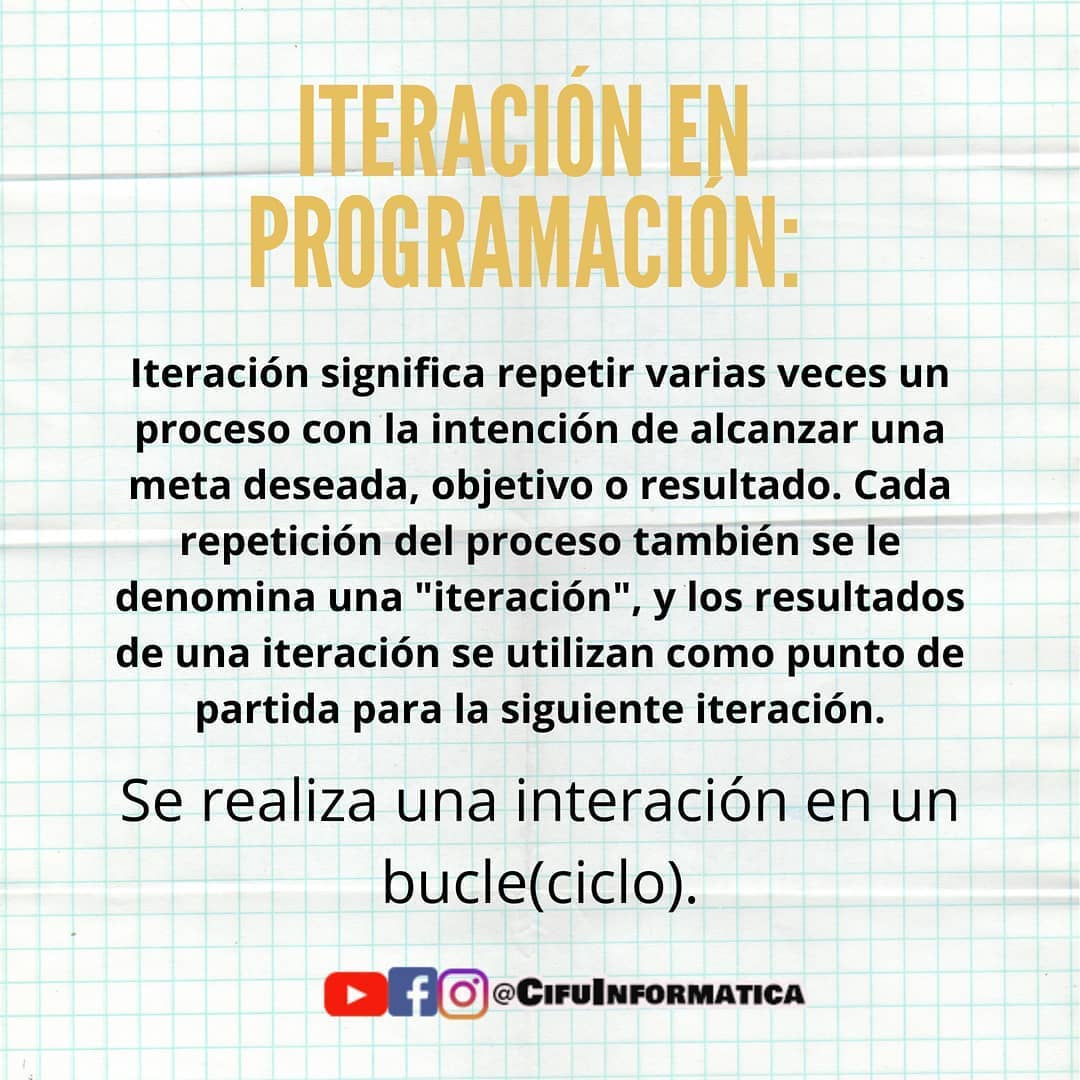 ITERACIÓN EN
PROGRAMACIÓN:
Iteración significa repetir varias veces un
proceso con la intención de alcanzar una
meta deseada, objetivo o resultado. Cada
repetición del proceso también se le
denomina una "iteración", y los resultados
de una iteración se utilizan como punto de
partida para la siguiente iteración.
Se realiza una interación en un
bucle(ciclo).
@CIFUINFORMATICA